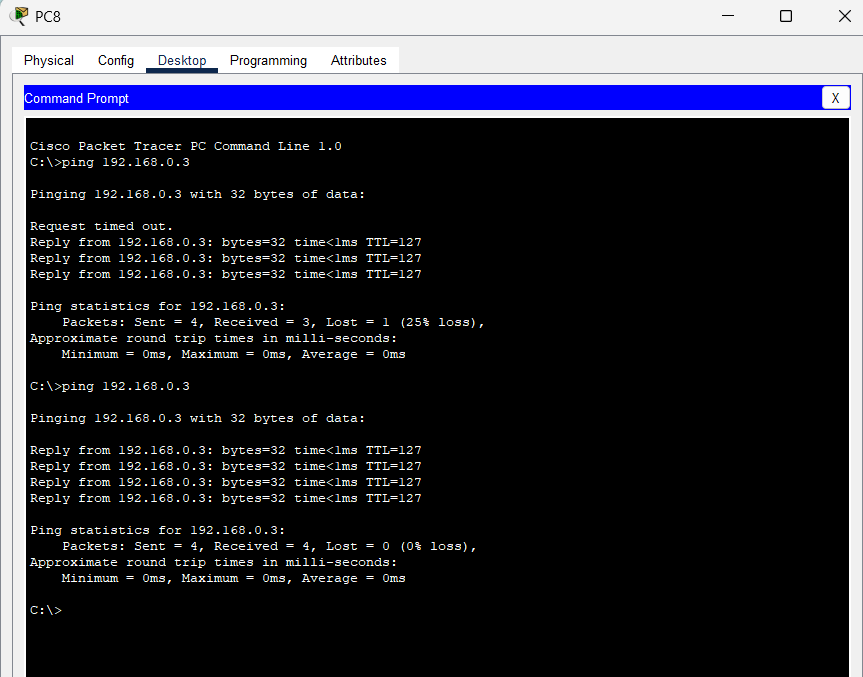 PC8
Physical Config Desktop Programming Attributes
Command Prompt X
Cisco Packet Tracer PC Command Line 1.0
C:\>ping 192.168.0.3
Pinging 192.168.0.3 with 32 bytes of data:
Request timed out.
Reply from 192.168.0.3: bytes=32 time<1ms TTL=127
Reply from 192.168.0.3: bytes=32 time<1ms TTL=127
Reply from 192.168.0.3: bytes=32 time<1ms TTL=127
Ping statistics for 192.168.0.3:
Packets: Sent = 4, Received = 3, Lost = 1 (25% loss),
Approximate round trip times in milli-seconds:
Minimum = 0ms, Maximum = 0ms, Average = 0ms
C:\>ping 192.168.0.3
Pinging 192.168.0.3 with 32 bytes of data:
Reply from 192.168.0.3: bytes=32 time<1ms TTL=127
Reply from 192.168.0.3: bytes=32 time<1ms TTL=127
Reply from 192.168.0.3: bytes=32 time<1ms TTL=127
Reply from 192.168.0.3: bytes=32 time<1ms TTL=127
Ping statistics for 192.168.0.3:
Packets: Sent = 4, Received = 4, Lost = 0 (0% loss),
Approximate round trip times in milli-seconds:
Minimum = 0ms, Maximum = 0ms, Average = 0ms
C:\>